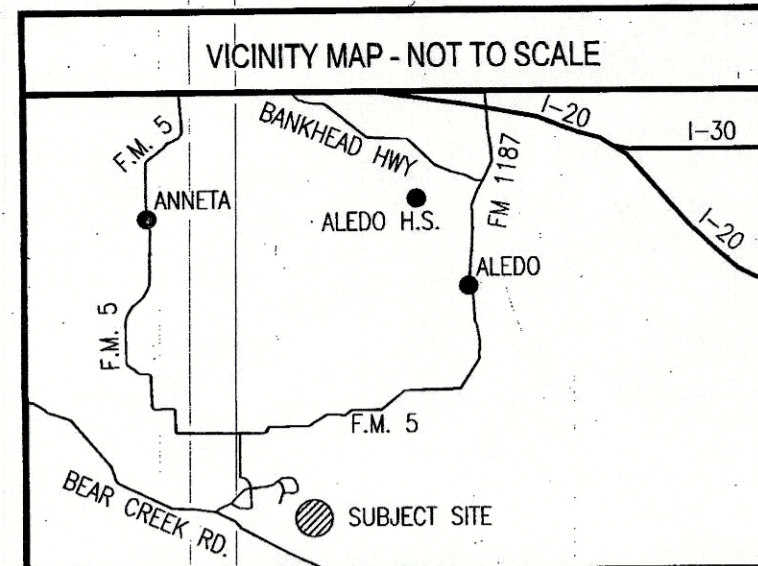 VICINITY MAP - NOT TO SCALE
I-20
BANKHEAD HWY
F.M. 5
I-30
FM 1187
ANNETA
ALEDO H.S.
I-20
ALEDO
F.M. 5
F.M. 5
BEAR CREEK RD.
SUBJECT SITE